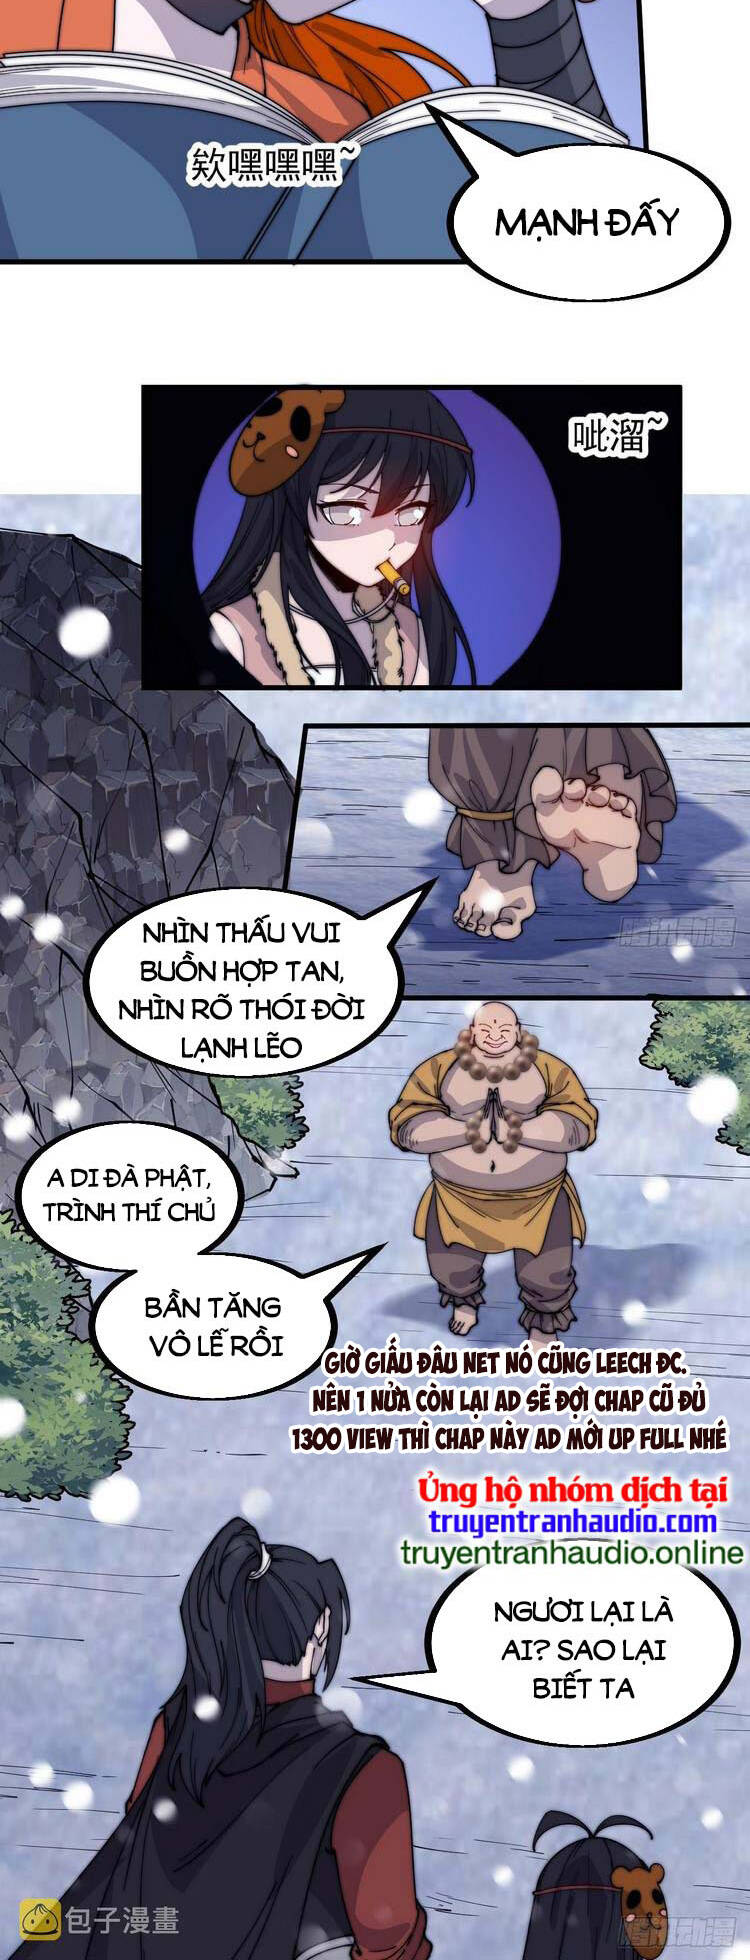 欸嘿嘿嘿~
MẠNH ĐẤY
呲溜~
NHÌN THẤU VUI
BUỒN HỢP TAN,
NHÌN RÕ THÓI ĐỜI
LẠNH LẼO
A DI ĐÀ PHẬT,
TRÌNH THÍ CHỦ
BẦN TĂNG
VÔ LỄ RỒI
GIỜ GIẤU ĐÂU NET NÓ CŨNG LEECH ĐC.
NÊN 1 NỬA CÒN LẠI AD SẼ ĐỢI CHAP CŨ ĐỦ
1300 VIEW THÌ CHAP NÀY AD MỚI UP FULL NHÉ
Ủng hộ nhóm dịch tại
truyentranhaudio.com
truyentranhaudio.online
NGƯƠI LẠI LÀ
AI? SAO LẠI
BIẾT TA
包子漫畫